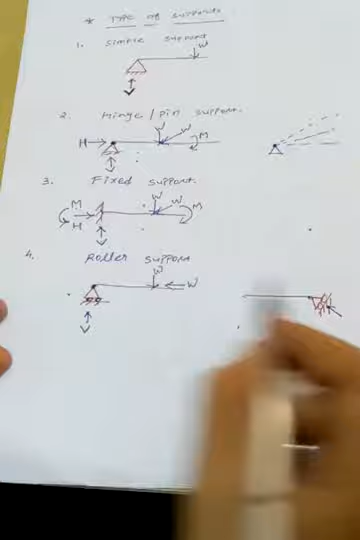 * TYPE OF SUPPORTS
1. Simple support
W
2. Hinge/pin support.
H W W M
3. Fixed support.
M H W W M
4. Roller support
W W